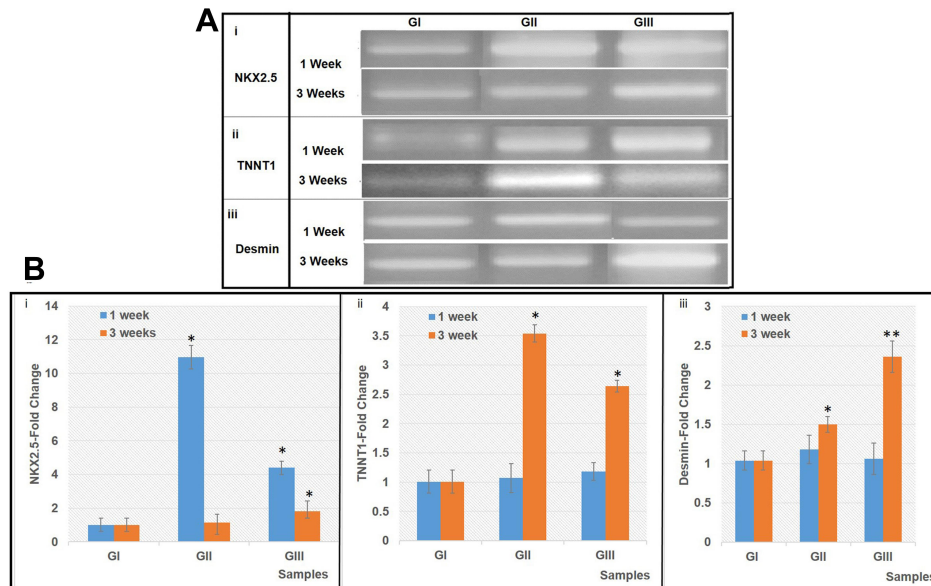 A
GI GII GIII
i
NKX2.5
1 Week
3 Weeks
ii
TNNT1
1 Week
3 Weeks
iii
Desmin
1 Week
3 Weeks
B
i
NKX2.5-Fold Change
14
12
10
8
6
4
2
0
1 week
3 weeks
*
*
*
GI GII GIII
Samples
ii
TNNT1-Fold Change
4
3.5
3
2.5
2
1.5
1
0.5
0
1 week
3 week
*
*
GI GII GIII
Samples
iii
Desmin-Fold Change
3
2.5
2
1.5
1
0.5
0
1 week
3 week
*
**
GI GII GIII
Samples